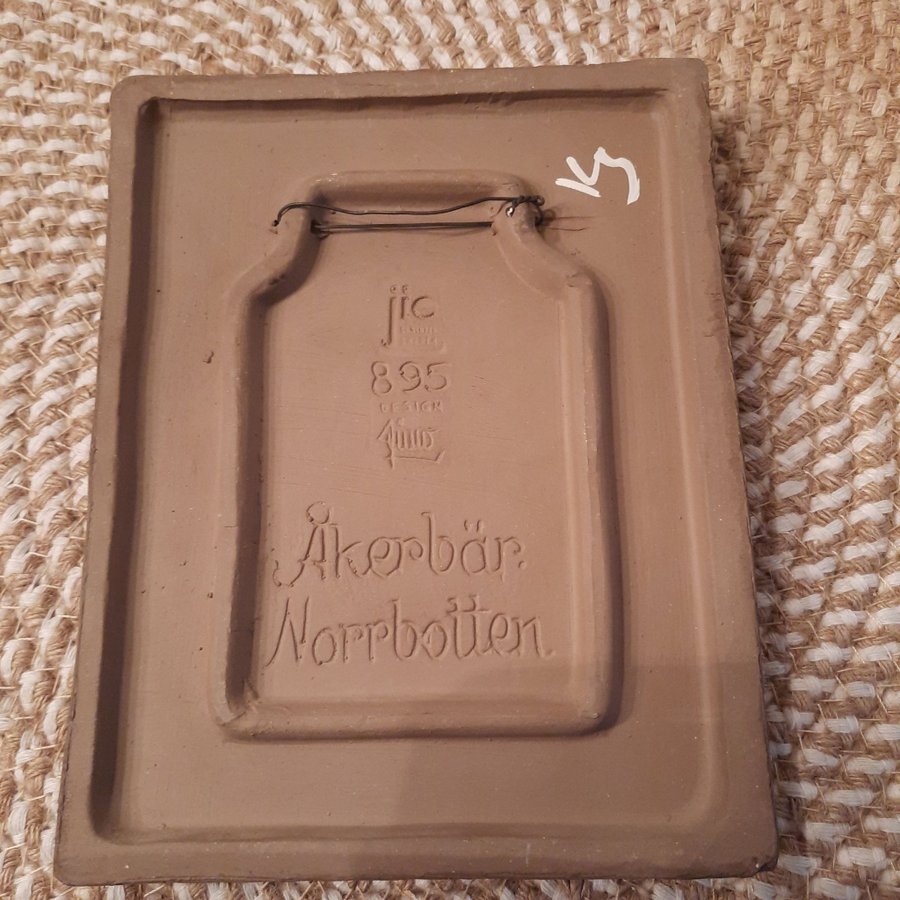 jie
895
DESIGN
Åkerbär.
Norrbotten.